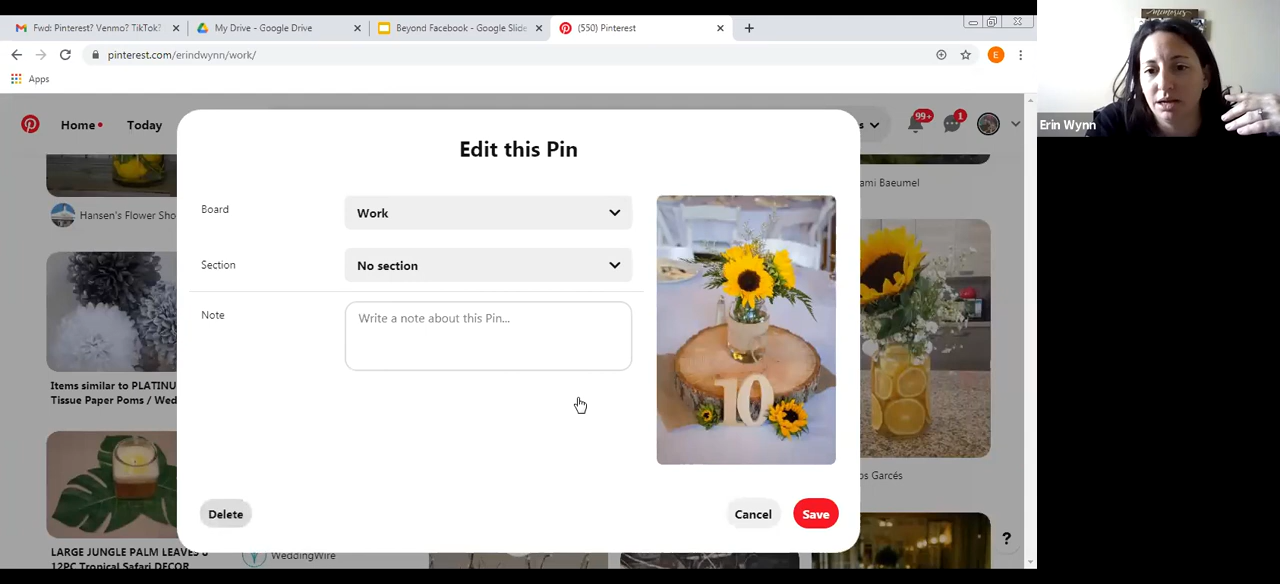 Fwd: Pinterest? Venmo? TikTok?
My Drive - Google Drive
Beyond Facebook - Google Slide
(550) Pinterest
pinterest.com/erindwynn/work/
E
Apps
memories
Erin Wynn
Home
Today
s
99+
1
Edit this Pin
Board
Work
Section
No section
Note
Write a note about this Pin...
10
Delete
Cancel
Save
Hansen's Flower Sho
ami Baeumel
Items similar to PLATINU
Tissue Paper Poms / Wed
os Garcés
LARGE JUNGLE PALM LEAVES
12PC Tropical Safari DECOR
WeddingWire
?